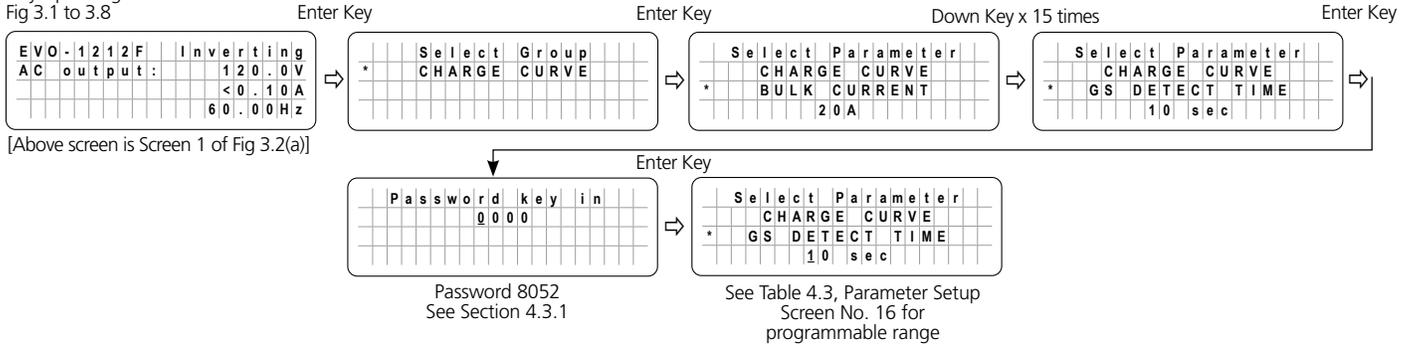 Fig 3.1 to 3.8
Enter Key
Enter Key
Down Key x 15 times
Enter Key
EVO-1212F Inverting
AC output: 120.0V
<0.10A
60.00Hz
Select Group
* CHARGE CURVE
Select Parameter
CHARGE CURVE
* BULK CURRENT
20A
Select Parameter
CHARGE CURVE
* GS DETECT TIME
10 sec
[Above screen is Screen 1 of Fig 3.2(a)]
Enter Key
Password key in
0000
Select Parameter
CHARGE CURVE
* GS DETECT TIME
10 sec
Password 8052
See Section 4.3.1
See Table 4.3, Parameter Setup
Screen No. 16 for
programmable range